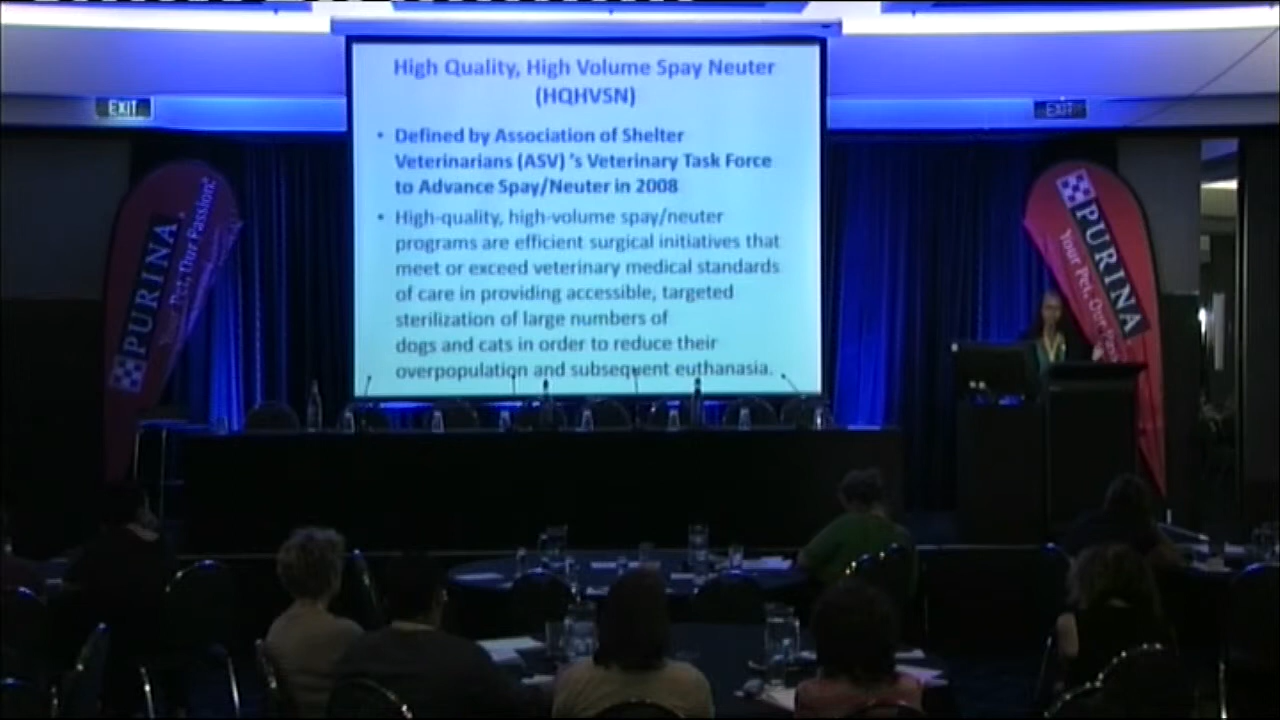 High Quality, High Volume Spay Neuter
(HQHVSN)
• Defined by Association of Shelter
Veterinarians (ASV) 's Veterinary Task Force
to Advance Spay/Neuter in 2008
• High-quality, high-volume spay/neuter
programs are efficient surgical initiatives that
meet or exceed veterinary medical standards
of care in providing accessible, targeted
sterilization of large numbers of
dogs and cats in order to reduce their
overpopulation and subsequent euthanasia.
EXIT
EXIT
PURINA
Your Pet, Our Passion.
PURINA
Your Pet, Our